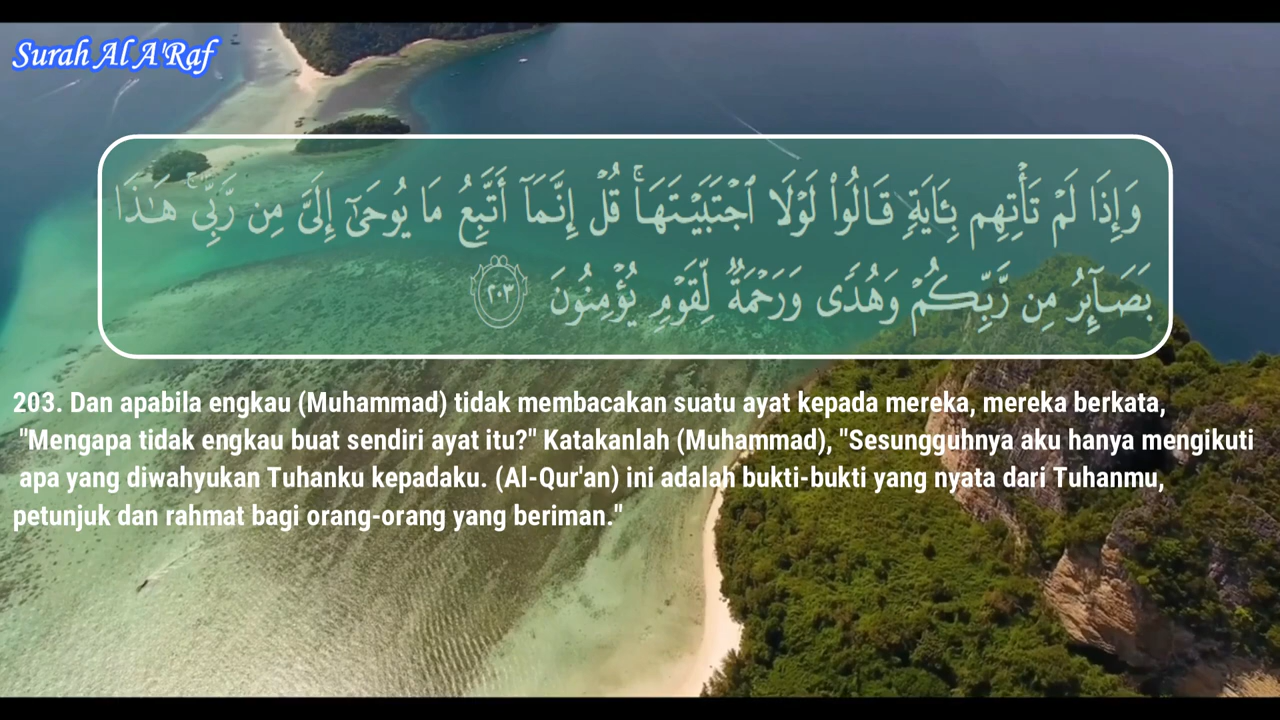 Surah Al A'Raf
وَإِذَا لَمْ تَأْتِهِم بِـَٔايَةٍ قَالُوا۟ لَوْلَا ٱجْتَبَيْتَهَا ۚ قُلْ إِنَّمَآ أَتَّبِعُ مَا يُوحَىٰٓ إِلَىَّ مِن رَّبِّى ۚ هَـٰذَا
بَصَآئِرُ مِن رَّبِّكُمْ وَهُدًى وَرَحْمَةٌ لِّقَوْمٍ يُؤْمِنُونَ ٢٠٣
203. Dan apabila engkau (Muhammad) tidak membacakan suatu ayat kepada mereka, mereka berkata,
"Mengapa tidak engkau buat sendiri ayat itu?" Katakanlah (Muhammad), "Sesungguhnya aku hanya mengikuti
apa yang diwahyukan Tuhanku kepadaku. (Al-Qur'an) ini adalah bukti-bukti yang nyata dari Tuhanmu,
petunjuk dan rahmat bagi orang-orang yang beriman."